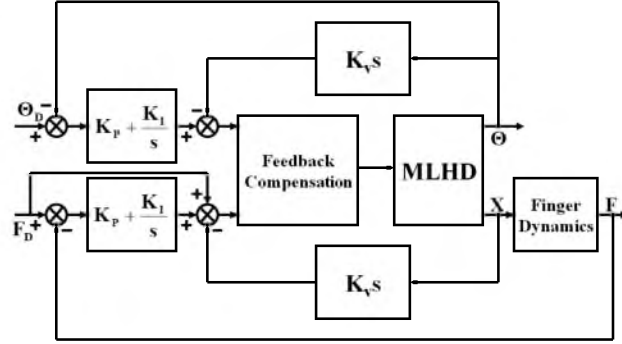 K_v s
Θ_D
K_P + K_I/s
Feedback
Compensation
MLHD
Θ
F_D
K_P + K_I/s
X
Finger
Dynamics
F
K_v s